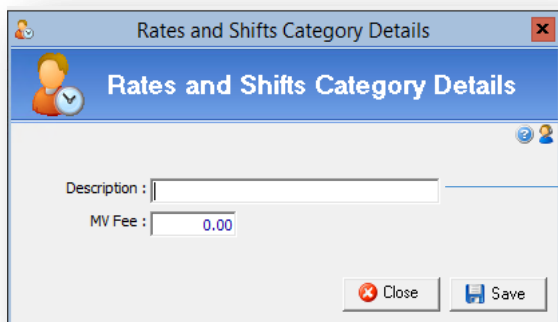 Rates and Shifts Category Details
Rates and Shifts Category Details
Description :
MV Fee : 0.00
Close Save